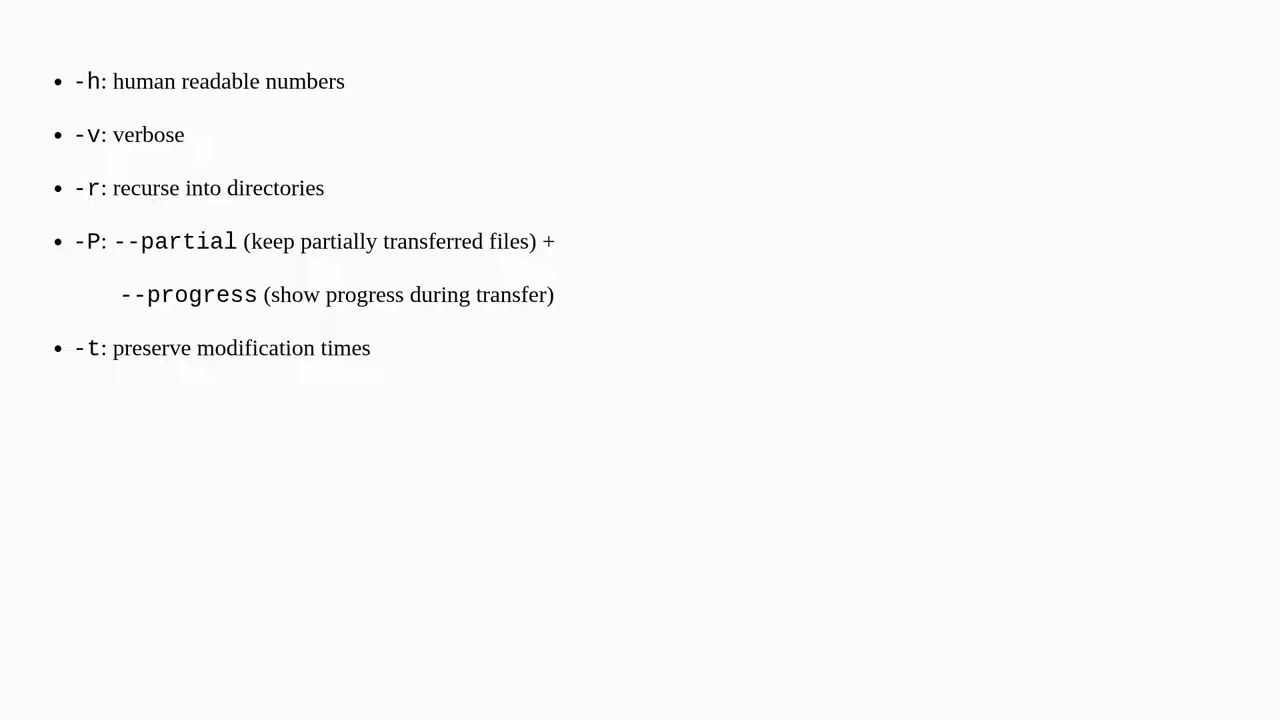 • -h: human readable numbers
• -v: verbose
• -r: recurse into directories
• -P: --partial (keep partially transferred files) +
--progress (show progress during transfer)
• -t: preserve modification times